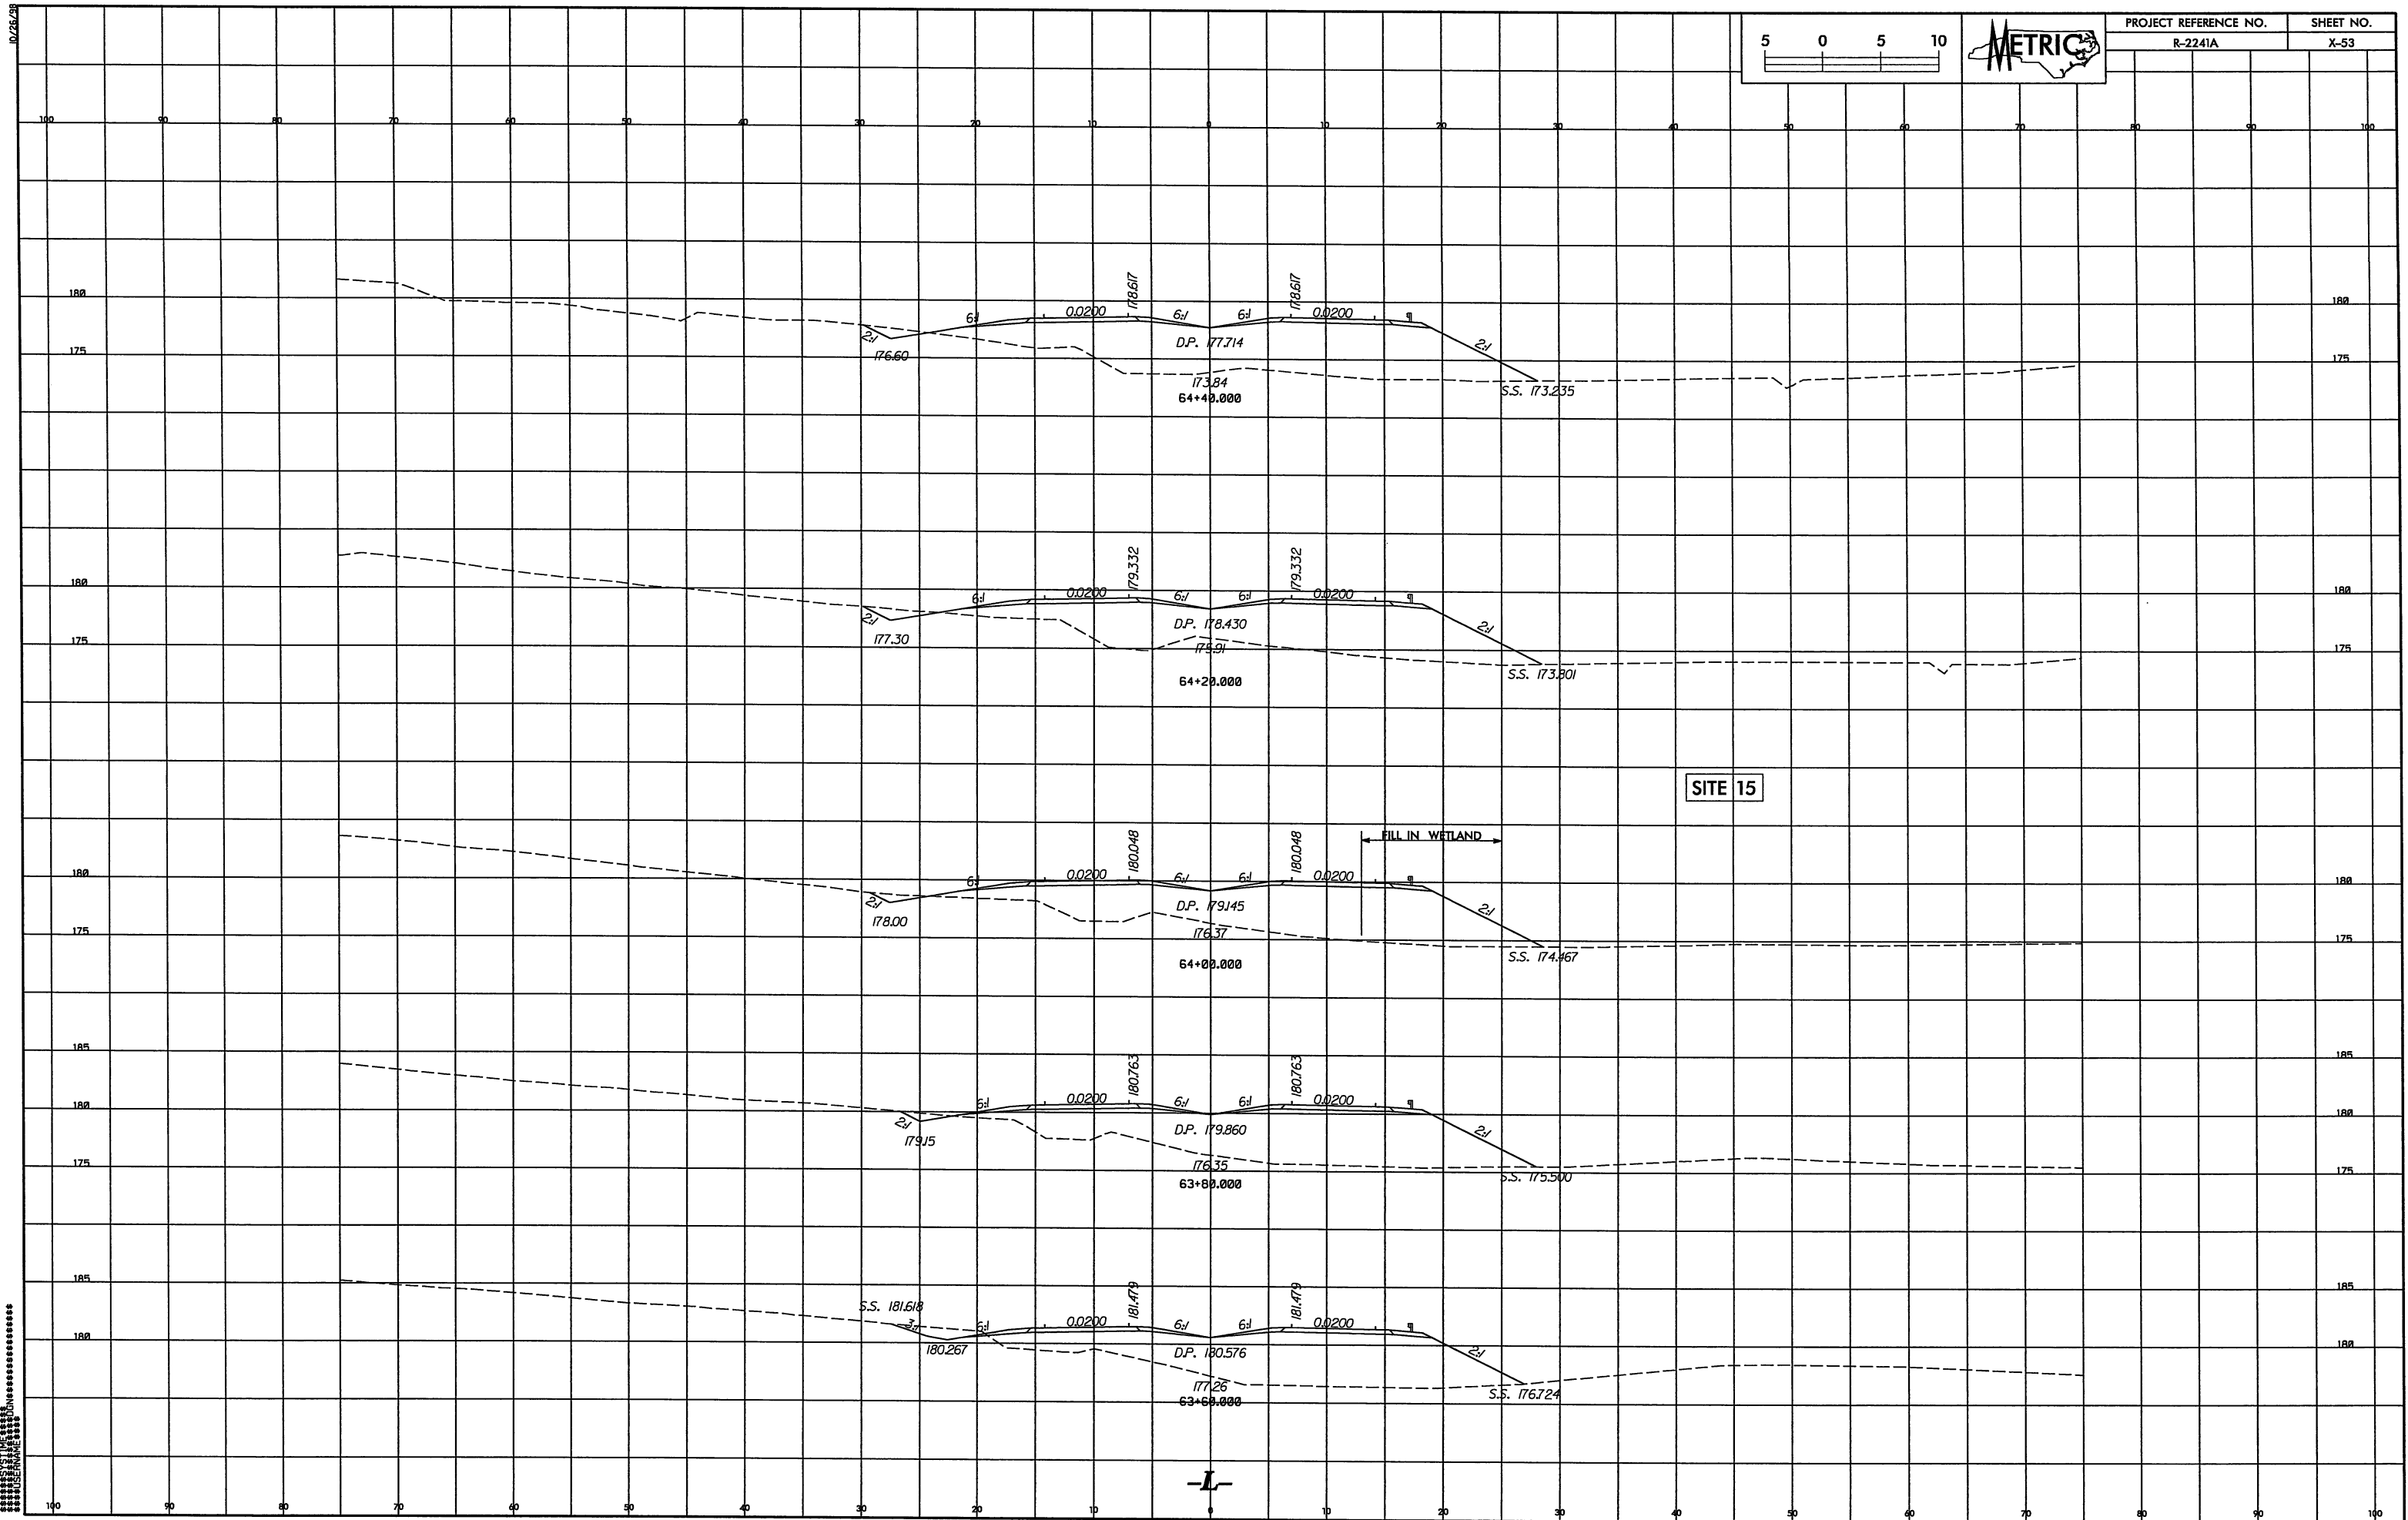 10/26/98
5 0 5 10
METRIC
PROJECT REFERENCE NO. SHEET NO.
R-2241A X-53
100 90 80 70 60 50 40 30 20 10 0 10 20 30 40 50 60 70 80 90 100
178.617 178.617
180 180
6:1 0.0200 6:1 6:1 0.0200
2:1 D.P. 177.714 2:1
175 176.60 175
173.84 S.S. 173.235
64+40.000
179.332 179.332
180 180
6:1 0.0200 6:1 6:1 0.0200
2:1 D.P. 178.430 2:1
175 177.30 175.91 175
S.S. 173.801
64+20.000
SITE 15
FILL IN WETLAND
180.048 180.048
180 6:1 0.0200 6:1 6:1 0.0200 180
2:1 D.P. 179.145 2:1
178.00
175 176.37 175
S.S. 174.467
64+00.000
185 185
180.763 180.763
180 6:1 0.0200 6:1 6:1 0.0200 180
2:1 D.P. 179.860 2:1
179.15
175 176.35 175
S.S. 175.500
63+80.000
185 185
S.S. 181.618 181.479 181.479
3:1 6:1 0.0200 6:1 6:1 0.0200
180 180
180.267 D.P. 180.576 2:1
177.26 S.S. 176.724
63+60.000
-L-
100 90 80 70 60 50 40 30 20 10 0 10 20 30 40 50 60 70 80 90 100